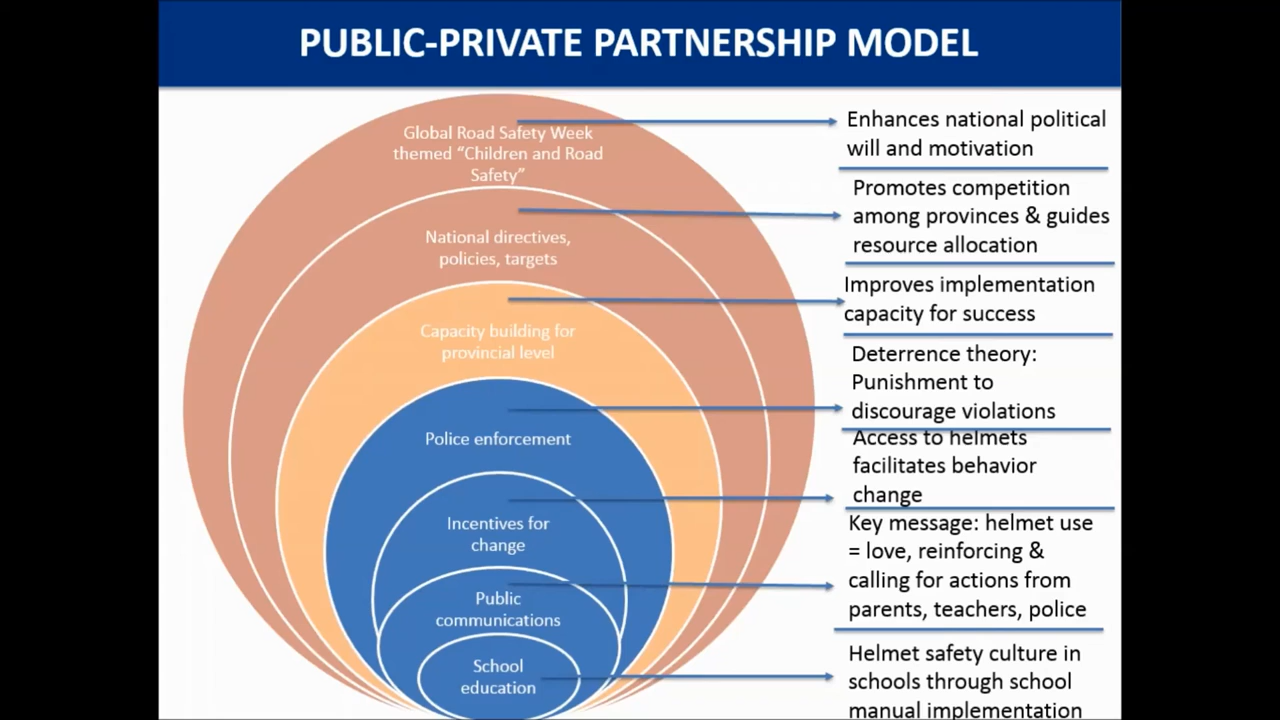 PUBLIC-PRIVATE PARTNERSHIP MODEL
Global Road Safety Week
themed “Children and Road
Safety”
Enhances national political
will and motivation
National directives,
policies, targets
Promotes competition
among provinces & guides
resource allocation
Capacity building for
provincial level
Improves implementation
capacity for success
Police enforcement
Deterrence theory:
Punishment to
discourage violations
Incentives for
change
Access to helmets
facilitates behavior
change
Public
communications
Key message: helmet use
= love, reinforcing &
calling for actions from
parents, teachers, police
School
education
Helmet safety culture in
schools through school
manual implementation